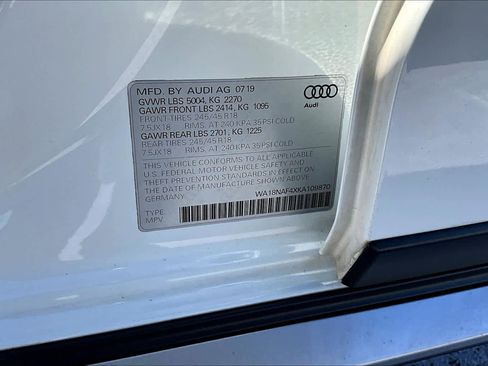 MFD. BY AUDI AG 07/19
GVWR LBS 5004, KG 2270
GAWR FRONT LBS 2414, KG 1095
FRONT TIRES 245/45 R18
7.5JX18 RIMS. AT 240 KPA 35PSI COLD
GAWR REAR LBS 2701, KG 1225
REAR TIRES 245/45 R18
7.5JX18 RIMS. AT 240 KPA 35PSI COLD
THIS VEHICLE CONFORMS TO ALL APPLICABLE
U.S. FEDERAL MOTOR VEHICLE SAFETY AND
THEFT PREVENTION STANDARDS IN EFFECT ON
THE DATE OF MANUFACTURE SHOWN ABOVE
GERMANY
WA18NAF4XKA109870
TYPE
MPV
Audi